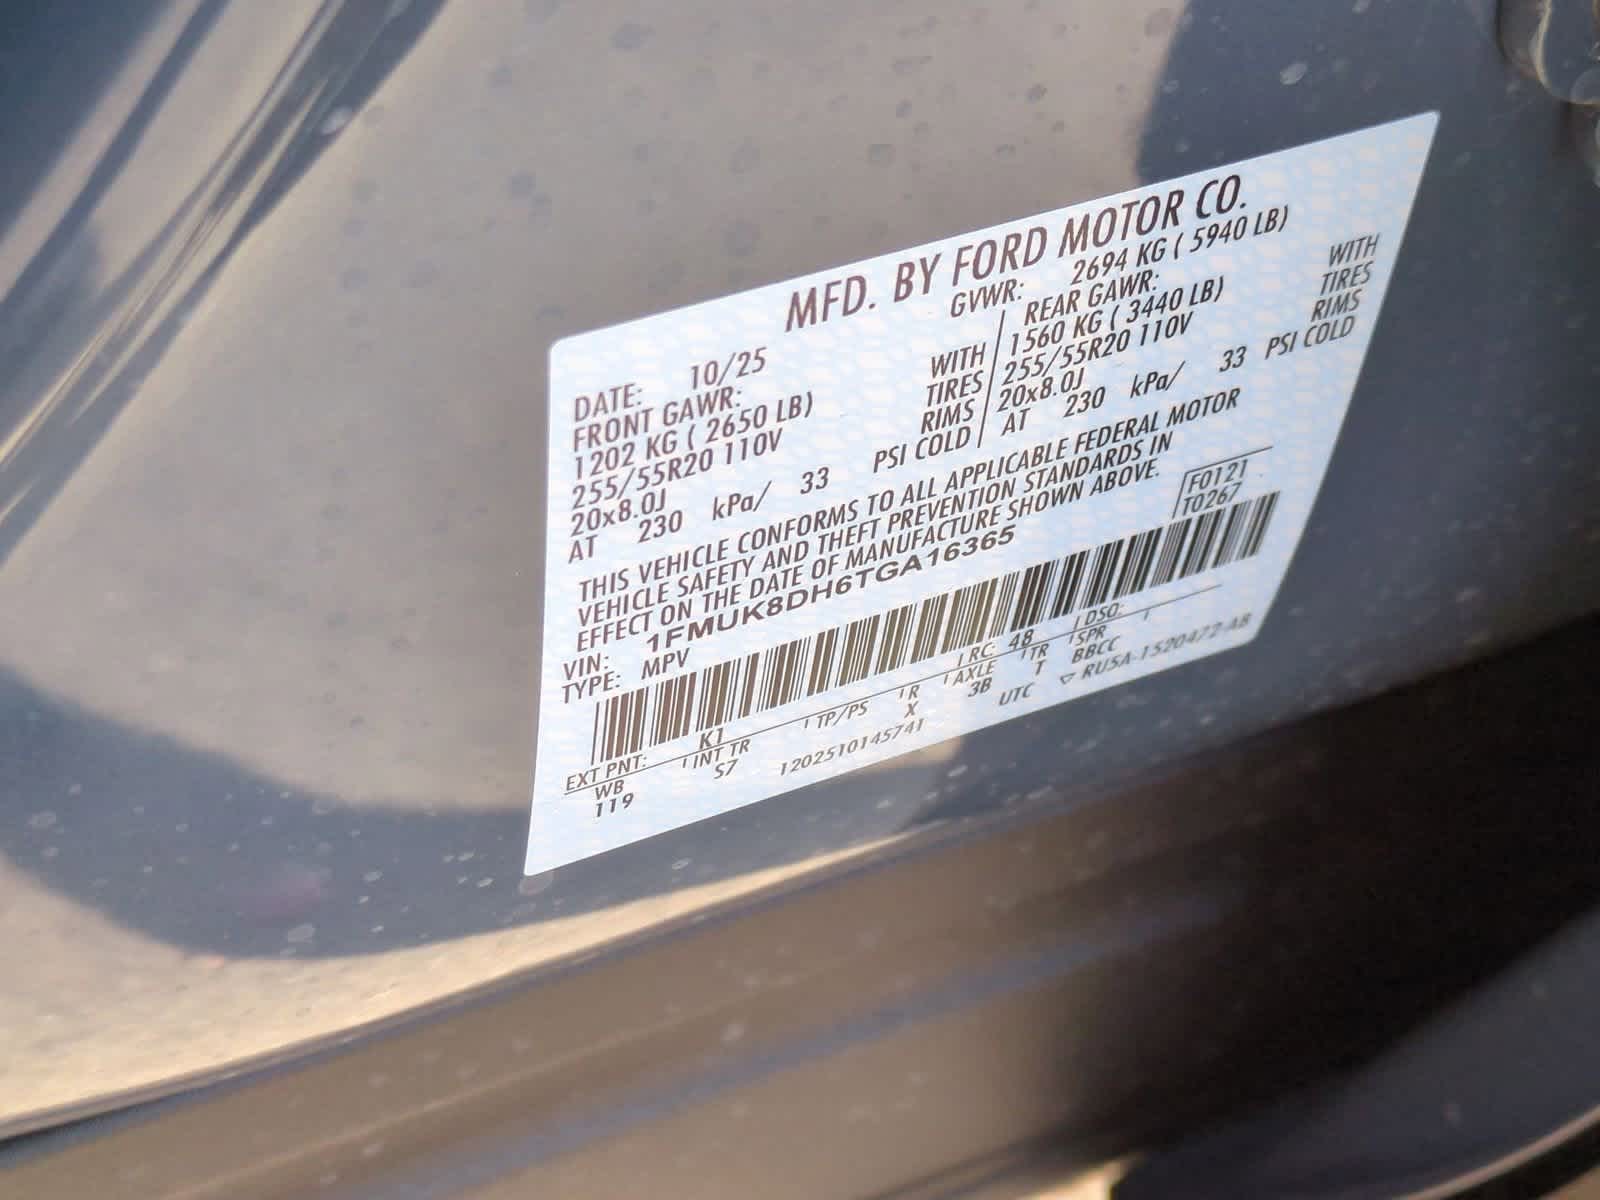 MFD. BY FORD MOTOR CO.
DATE: 10/25 GVWR: 2694 KG ( 5940 LB)
FRONT GAWR: REAR GAWR:
1202 KG ( 2650 LB) WITH 1560 KG ( 3440 LB) WITH
255/55R20 110V TIRES 255/55R20 110V TIRES
20x8.0J RIMS 20x8.0J RIMS
AT 230 kPa/ 33 PSI COLD AT 230 kPa/ 33 PSI COLD
THIS VEHICLE CONFORMS TO ALL APPLICABLE FEDERAL MOTOR
VEHICLE SAFETY AND THEFT PREVENTION STANDARDS IN
EFFECT ON THE DATE OF MANUFACTURE SHOWN ABOVE.
F0121
T0267
VIN: 1FMUK8DH6TGA16365
TYPE: MPV
EXT PNT: K1 RC: 48 DSO:
WB INT TR TP/PS R AXLE TR SPR
119 S7 X 3B T BBCC
1202510145741 UTC ▽ RU5A-1520472-AB